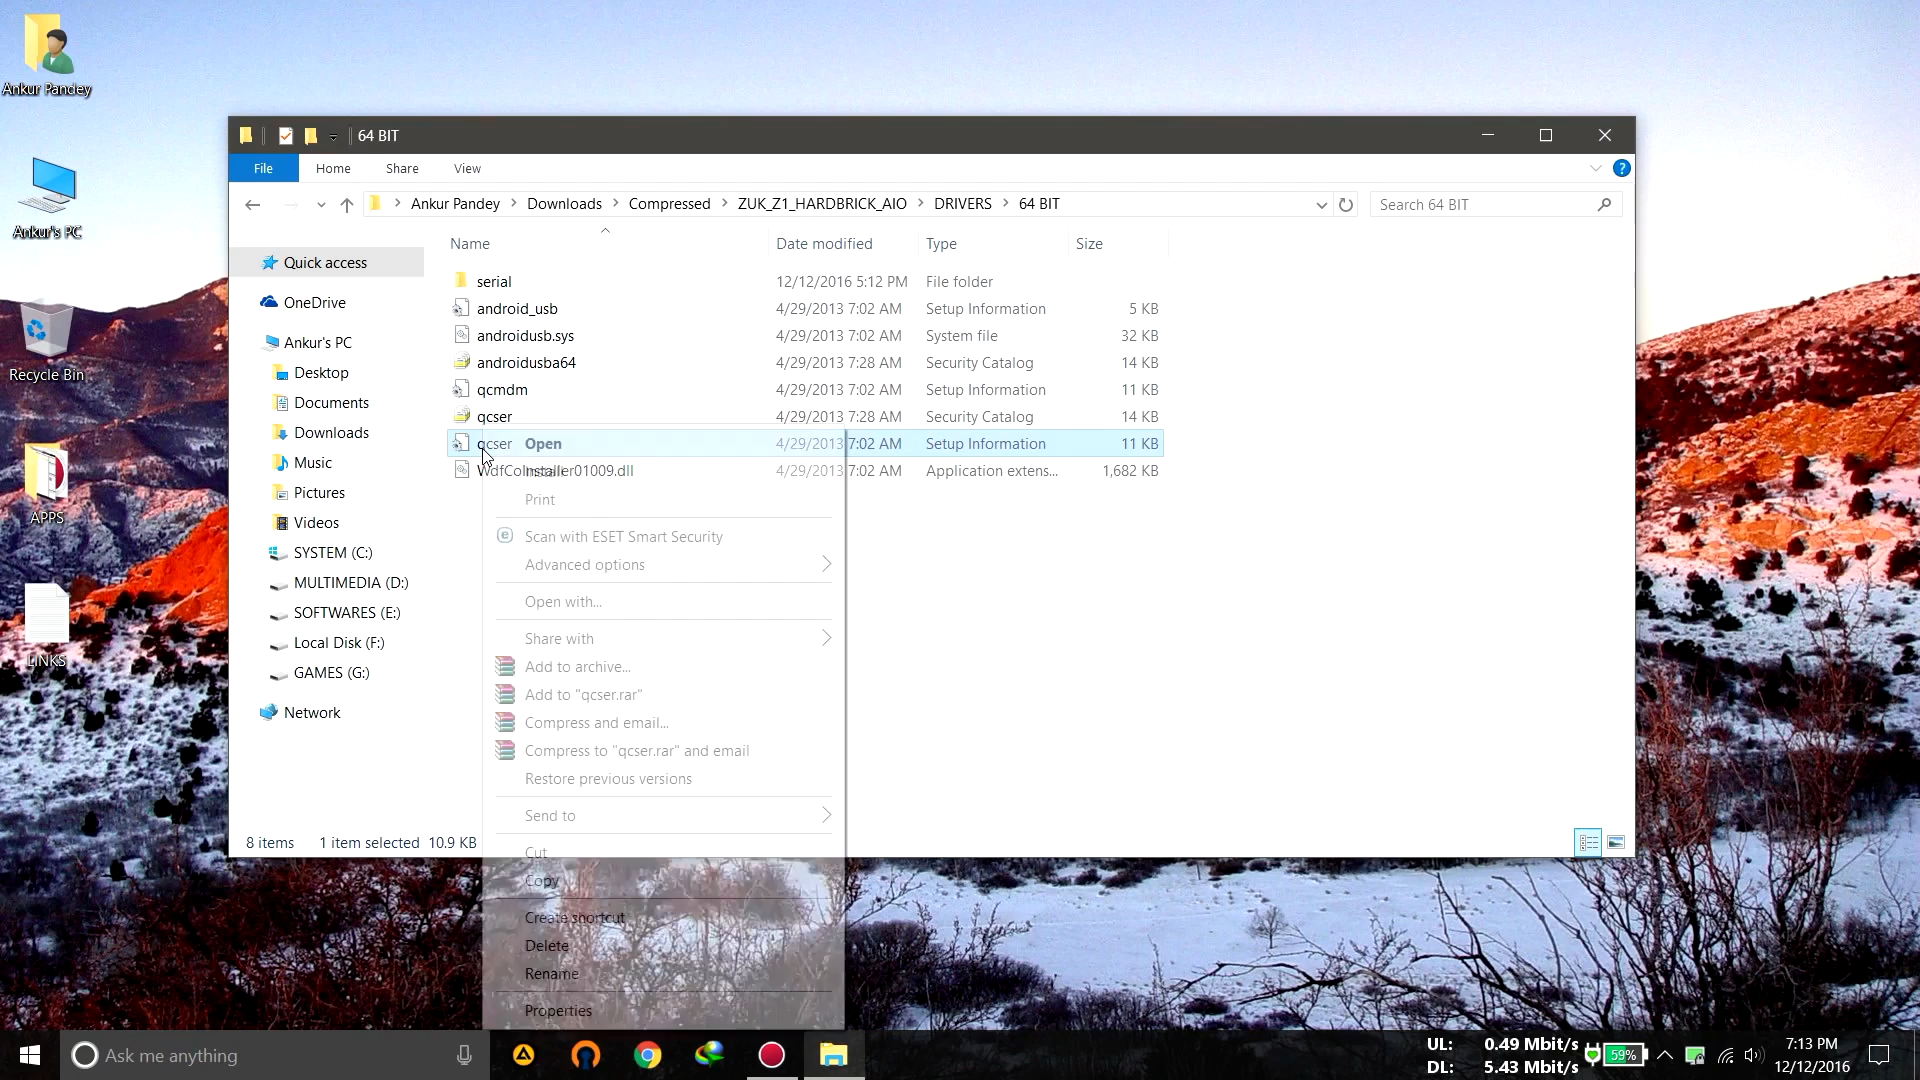 Ankur Pandey
Ankur's PC
Recycle Bin
APPS
LINKS
64 BIT
File Home Share View
Ankur Pandey Downloads Compressed ZUK_Z1_HARDBRICK_AIO DRIVERS 64 BIT
Search 64 BIT
Name Date modified Type Size
serial 12/12/2016 5:12 PM File folder
android_usb 4/29/2013 7:02 AM Setup Information 5 KB
androidusb.sys 4/29/2013 7:02 AM System file 32 KB
androidusba64 4/29/2013 7:28 AM Security Catalog 14 KB
qcmdm 4/29/2013 7:02 AM Setup Information 11 KB
qcser 4/29/2013 7:28 AM Security Catalog 14 KB
qcser 4/29/2013 7:02 AM Setup Information 11 KB
WdfCoInstaller01009.dll 4/29/2013 7:02 AM Application extens... 1,682 KB
Quick access
OneDrive
Ankur's PC
Desktop
Documents
Downloads
Music
Pictures
Videos
SYSTEM (C:)
MULTIMEDIA (D:)
SOFTWARES (E:)
Local Disk (F:)
GAMES (G:)
Network
8 items 1 item selected 10.9 KB
Open
Install
Print
Scan with ESET Smart Security
Advanced options
Open with...
Share with
Add to archive...
Add to "qcser.rar"
Compress and email...
Compress to "qcser.rar" and email
Restore previous versions
Send to
Cut
Copy
Create shortcut
Delete
Rename
Properties
Ask me anything
UL: 0.49 Mbit/s
DL: 5.43 Mbit/s
59%
7:13 PM
12/12/2016